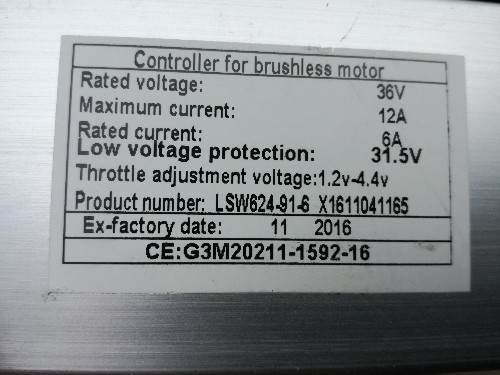 Controller for brushless motor
Rated voltage: 36V
Maximum current: 12A
Rated current: 6A
Low voltage protection: 31.5V
Throttle adjustment voltage:1.2v-4.4v
Product number: LSW624-91-6 X1611041165
Ex-factory date: 11 2016
CE:G3M20211-1592-16